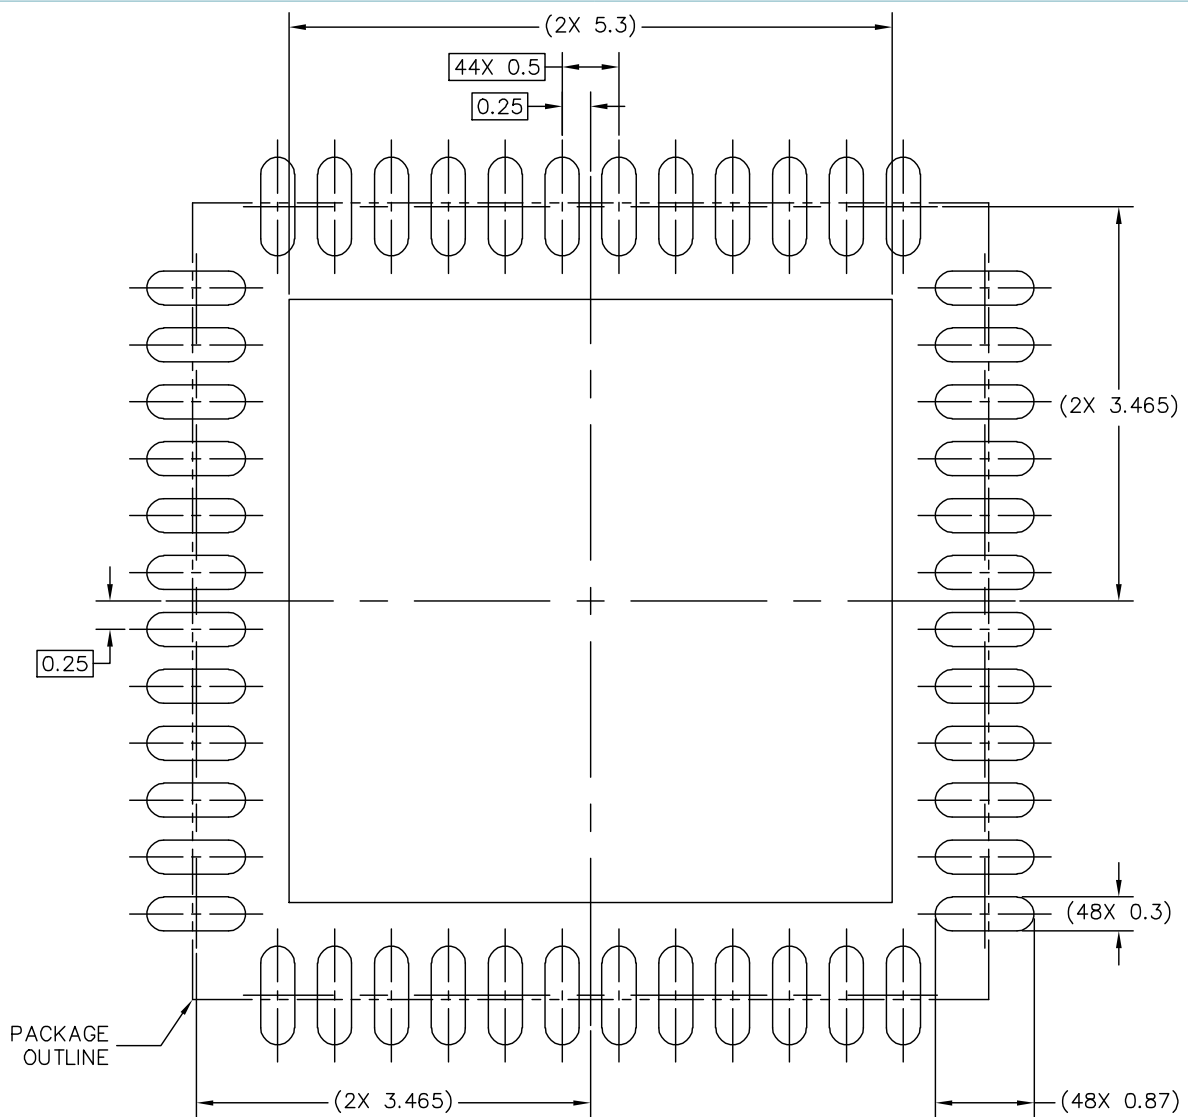 (2X 5.3)
44X 0.5
0.25
(2X 3.465)
0.25
(48X 0.3)
PACKAGE
OUTLINE
(2X 3.465)
(48X 0.87)